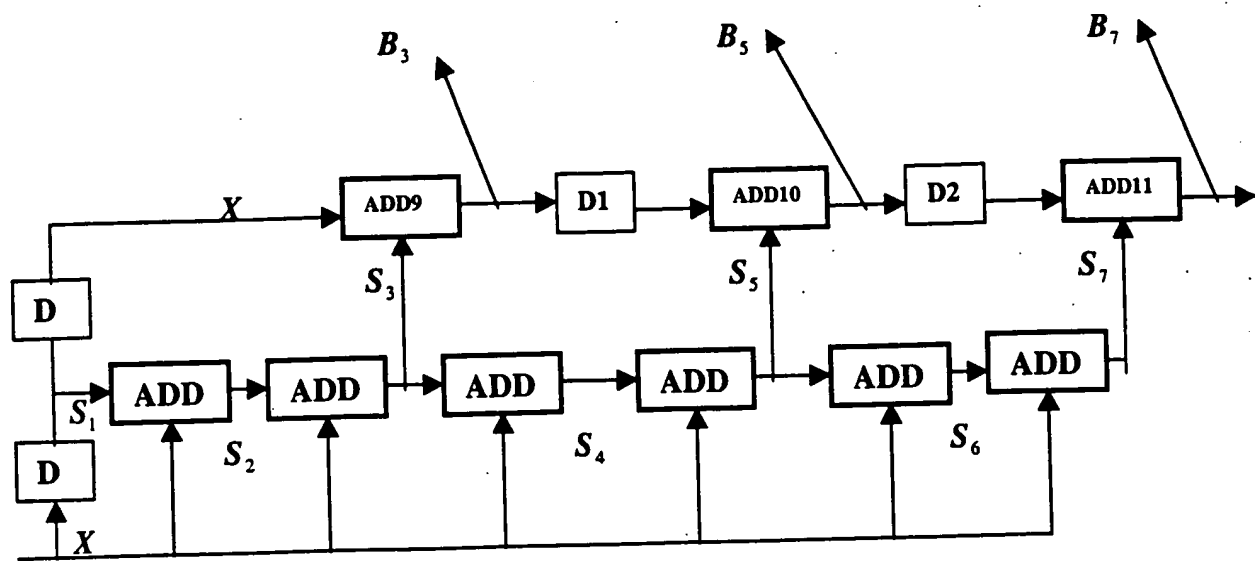 B₃ B₅ B₇
ADD9 D1 ADD10 D2 ADD11
X
S₃ S₅ S₇
D
ADD ADD ADD ADD ADD ADD
S₁ S₂ S₄ S₆
D
X